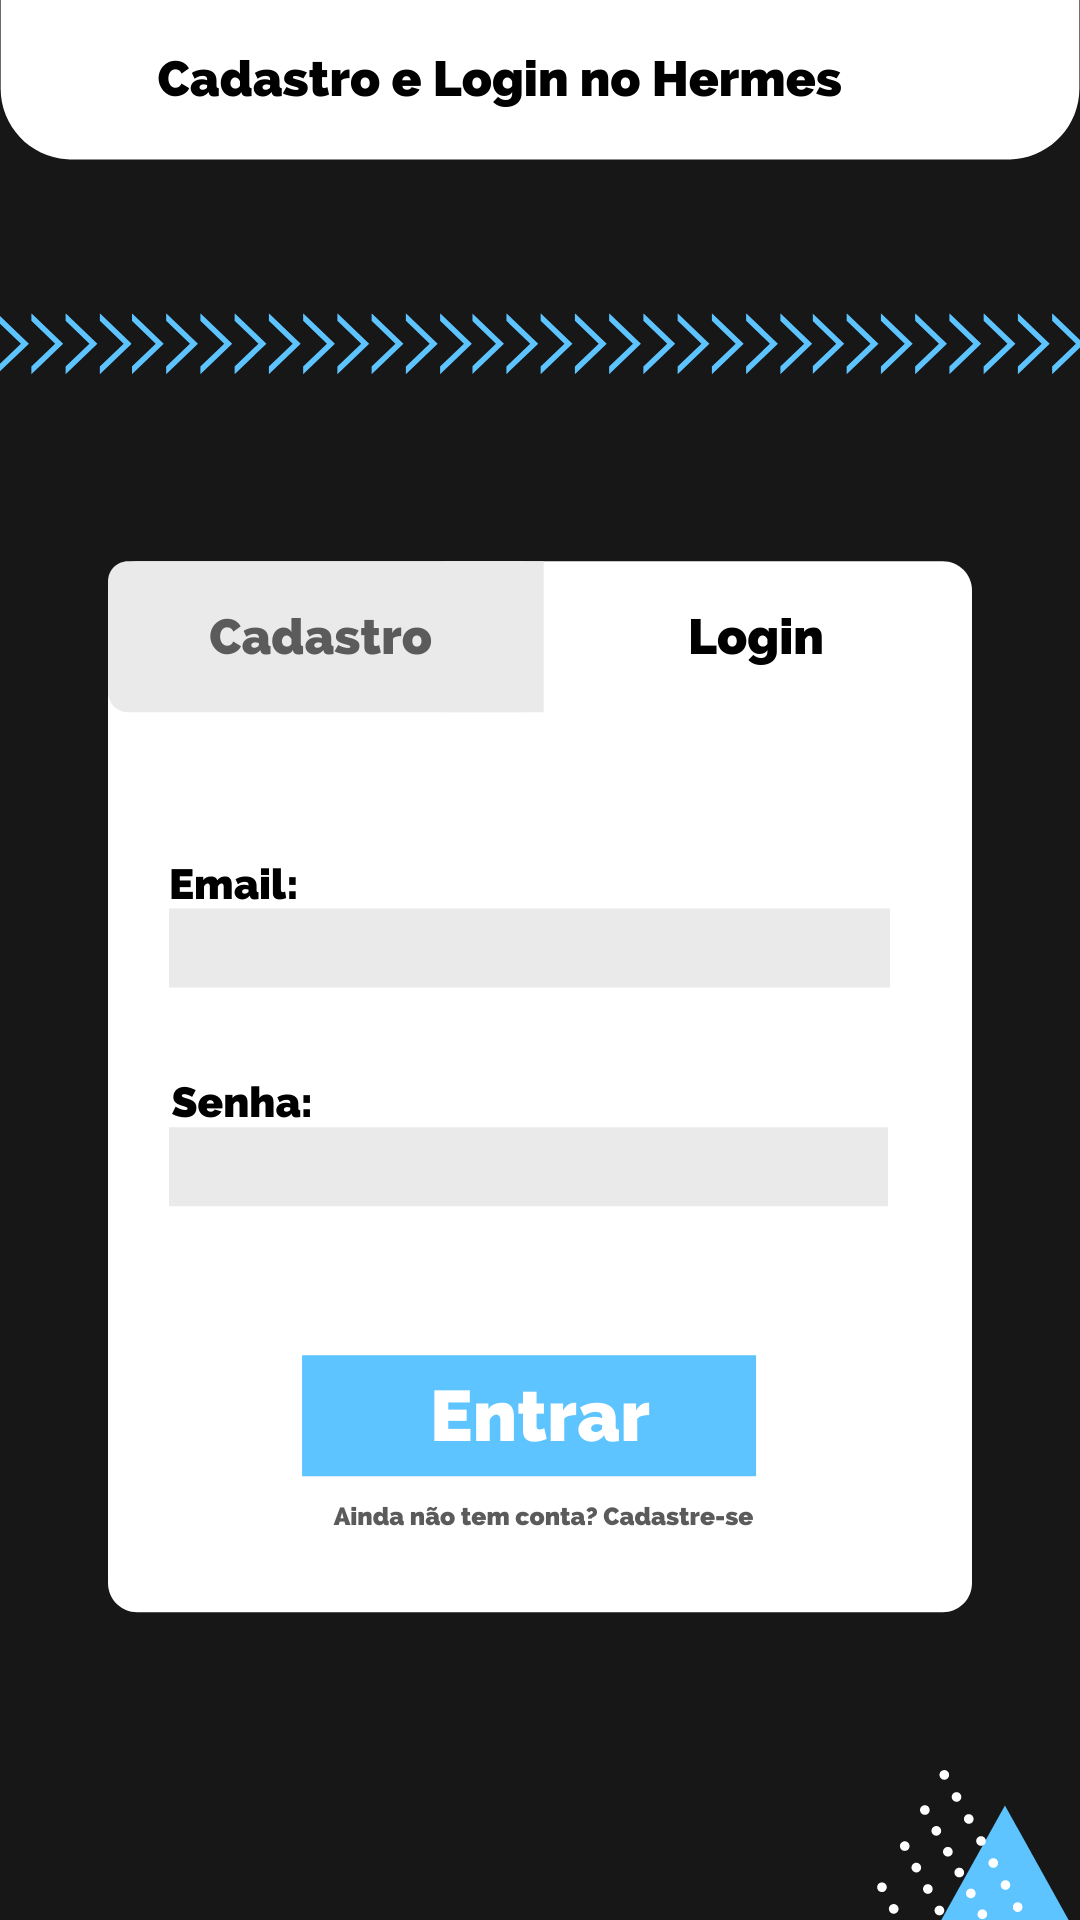 Cadastro e Login no Hermes
Cadastro
Login
Email:
Senha:
Entrar
Ainda não tem conta? Cadastre-se